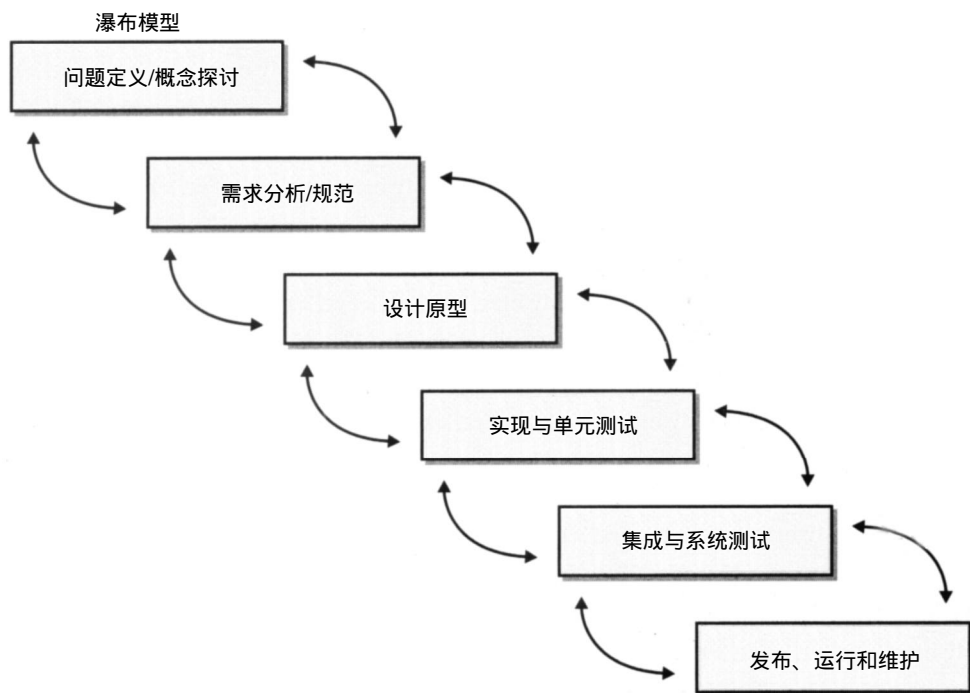 瀑布模型
问题定义/概念探讨
需求分析/规范
设计原型
实现与单元测试
集成与系统测试
发布、运行和维护